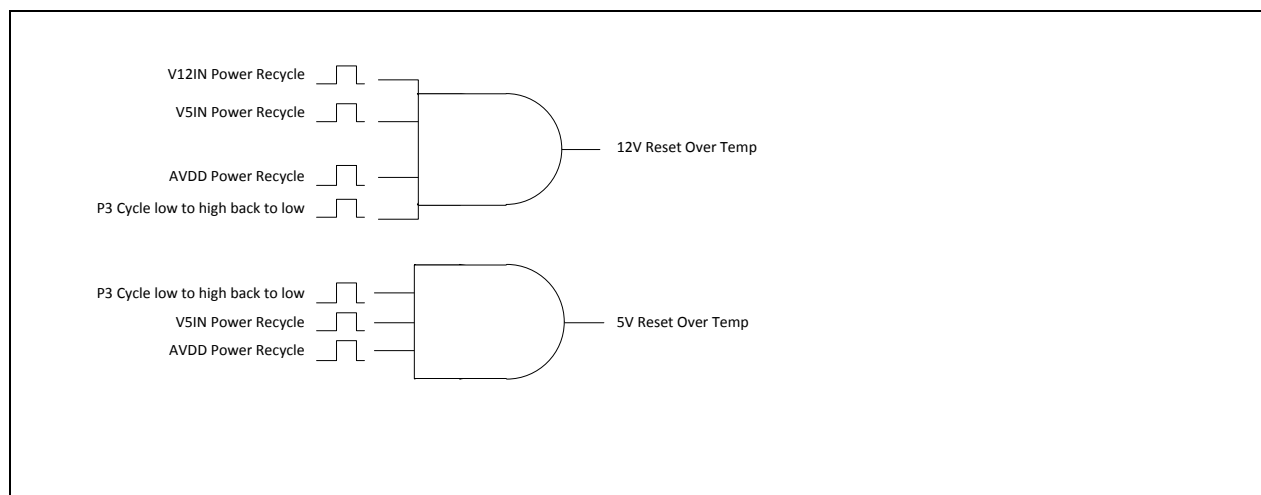 V12IN Power Recycle
V5IN Power Recycle
12V Reset Over Temp
AVDD Power Recycle
P3 Cycle low to high back to low
P3 Cycle low to high back to low
V5IN Power Recycle
5V Reset Over Temp
AVDD Power Recycle